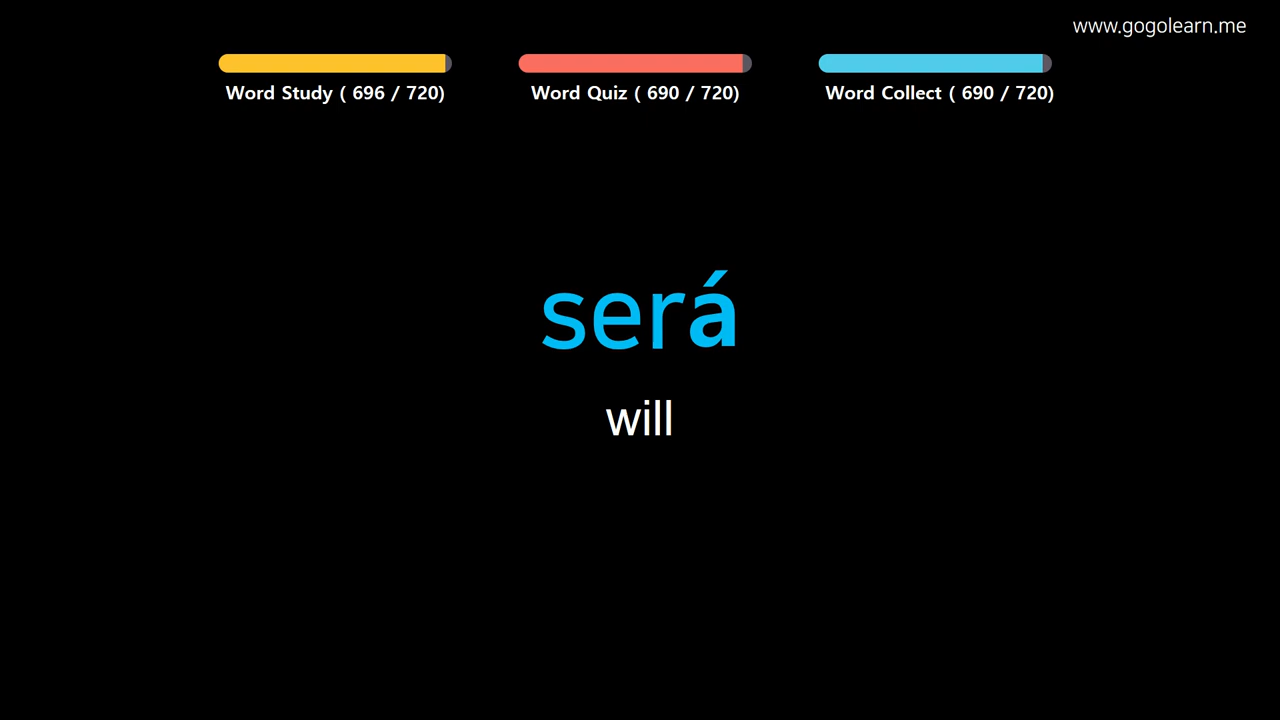 www.gogolearn.me
Word Study ( 696 / 720)
Word Quiz ( 690 / 720)
Word Collect ( 690 / 720)
será
will